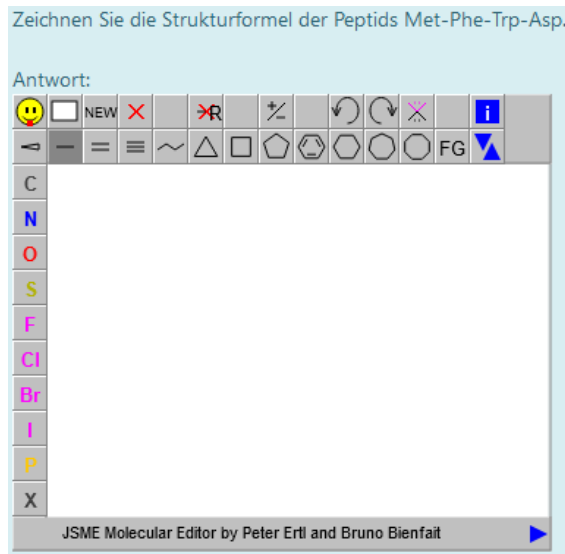 Zeichnen Sie die Strukturformel der Peptids Met-Phe-Trp-Asp.
Antwort:
NEW R +/- i
FG
C
N
O
S
F
Cl
Br
I
P
X
JSME Molecular Editor by Peter Ertl and Bruno Bienfait